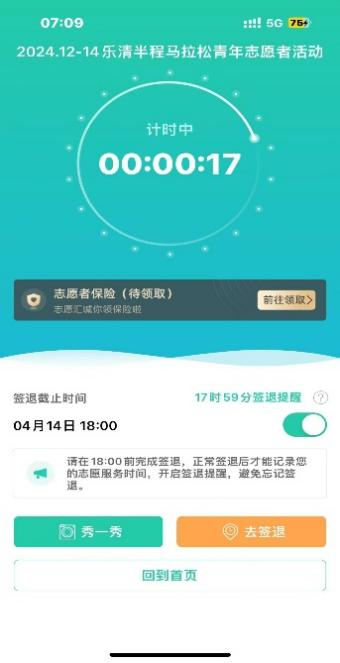 07:09
5G 75
2024.12-14乐清半程马拉松青年志愿者活动
计时中
00:00:17
志愿者保险（待领取）
志愿汇喊你领保险啦
前往领取
签退截止时间
17时59分签退提醒 ?
04月14日 18:00
请在18:00前完成签退，正常签退后才能记录您
的志愿服务时间，开启签退提醒，避免忘记签
退。
秀一秀
去签退
回到首页